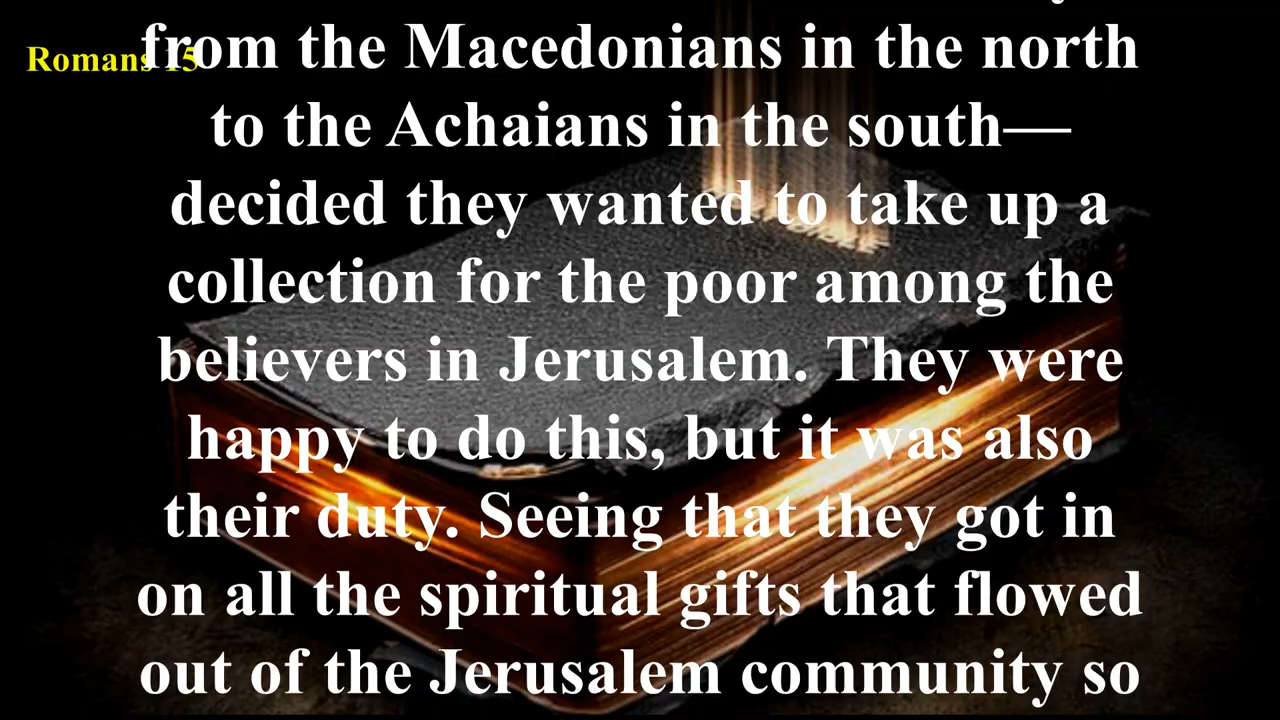 Romans 15
from the Macedonians in the north
to the Achaians in the south—
decided they wanted to take up a
collection for the poor among the
believers in Jerusalem. They were
happy to do this, but it was also
their duty. Seeing that they got in
on all the spiritual gifts that flowed
out of the Jerusalem community so